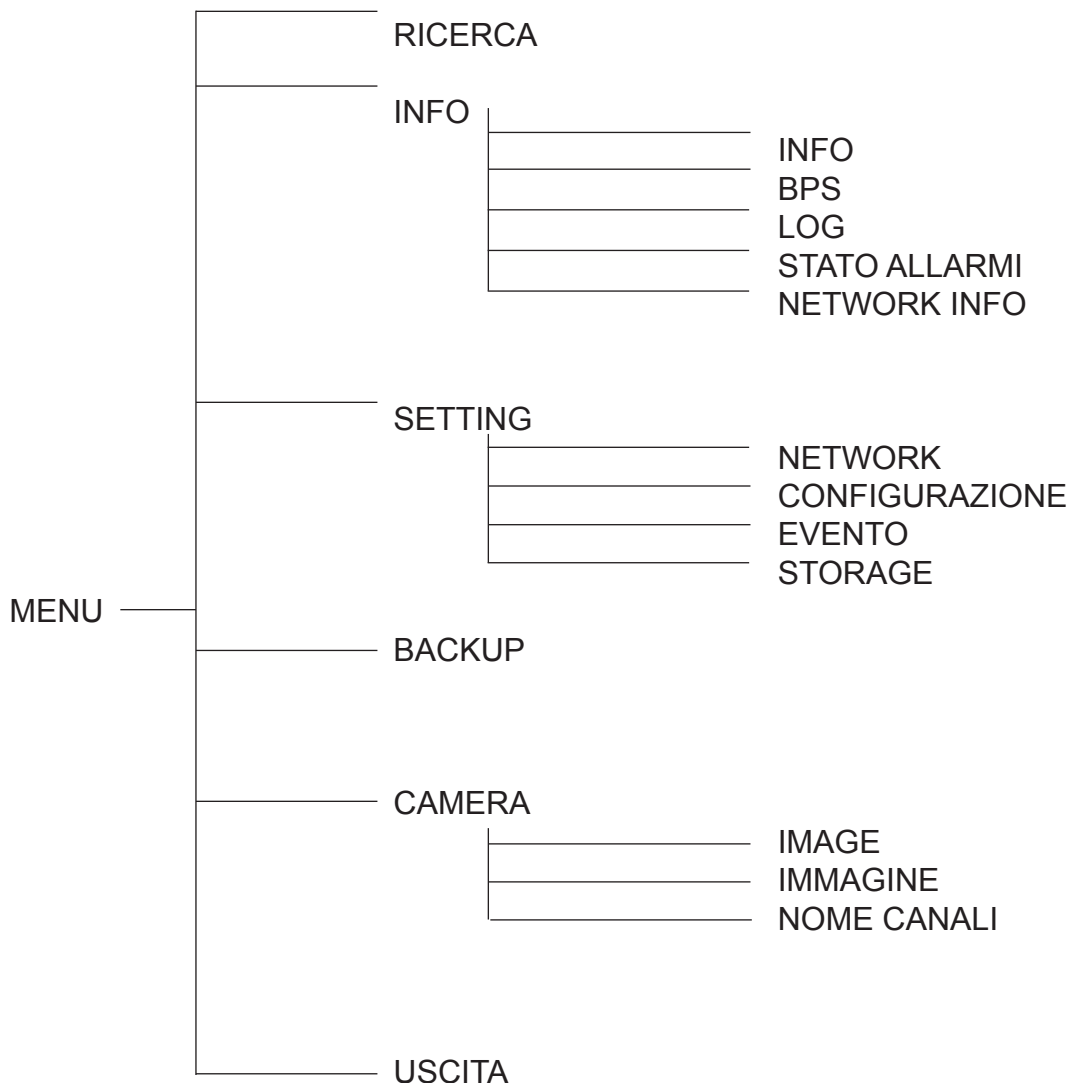 RICERCA
INFO
INFO
BPS
LOG
STATO ALLARMI
NETWORK INFO
SETTING
NETWORK
CONFIGURAZIONE
EVENTO
STORAGE
MENU
BACKUP
CAMERA
IMAGE
IMMAGINE
NOME CANALI
USCITA